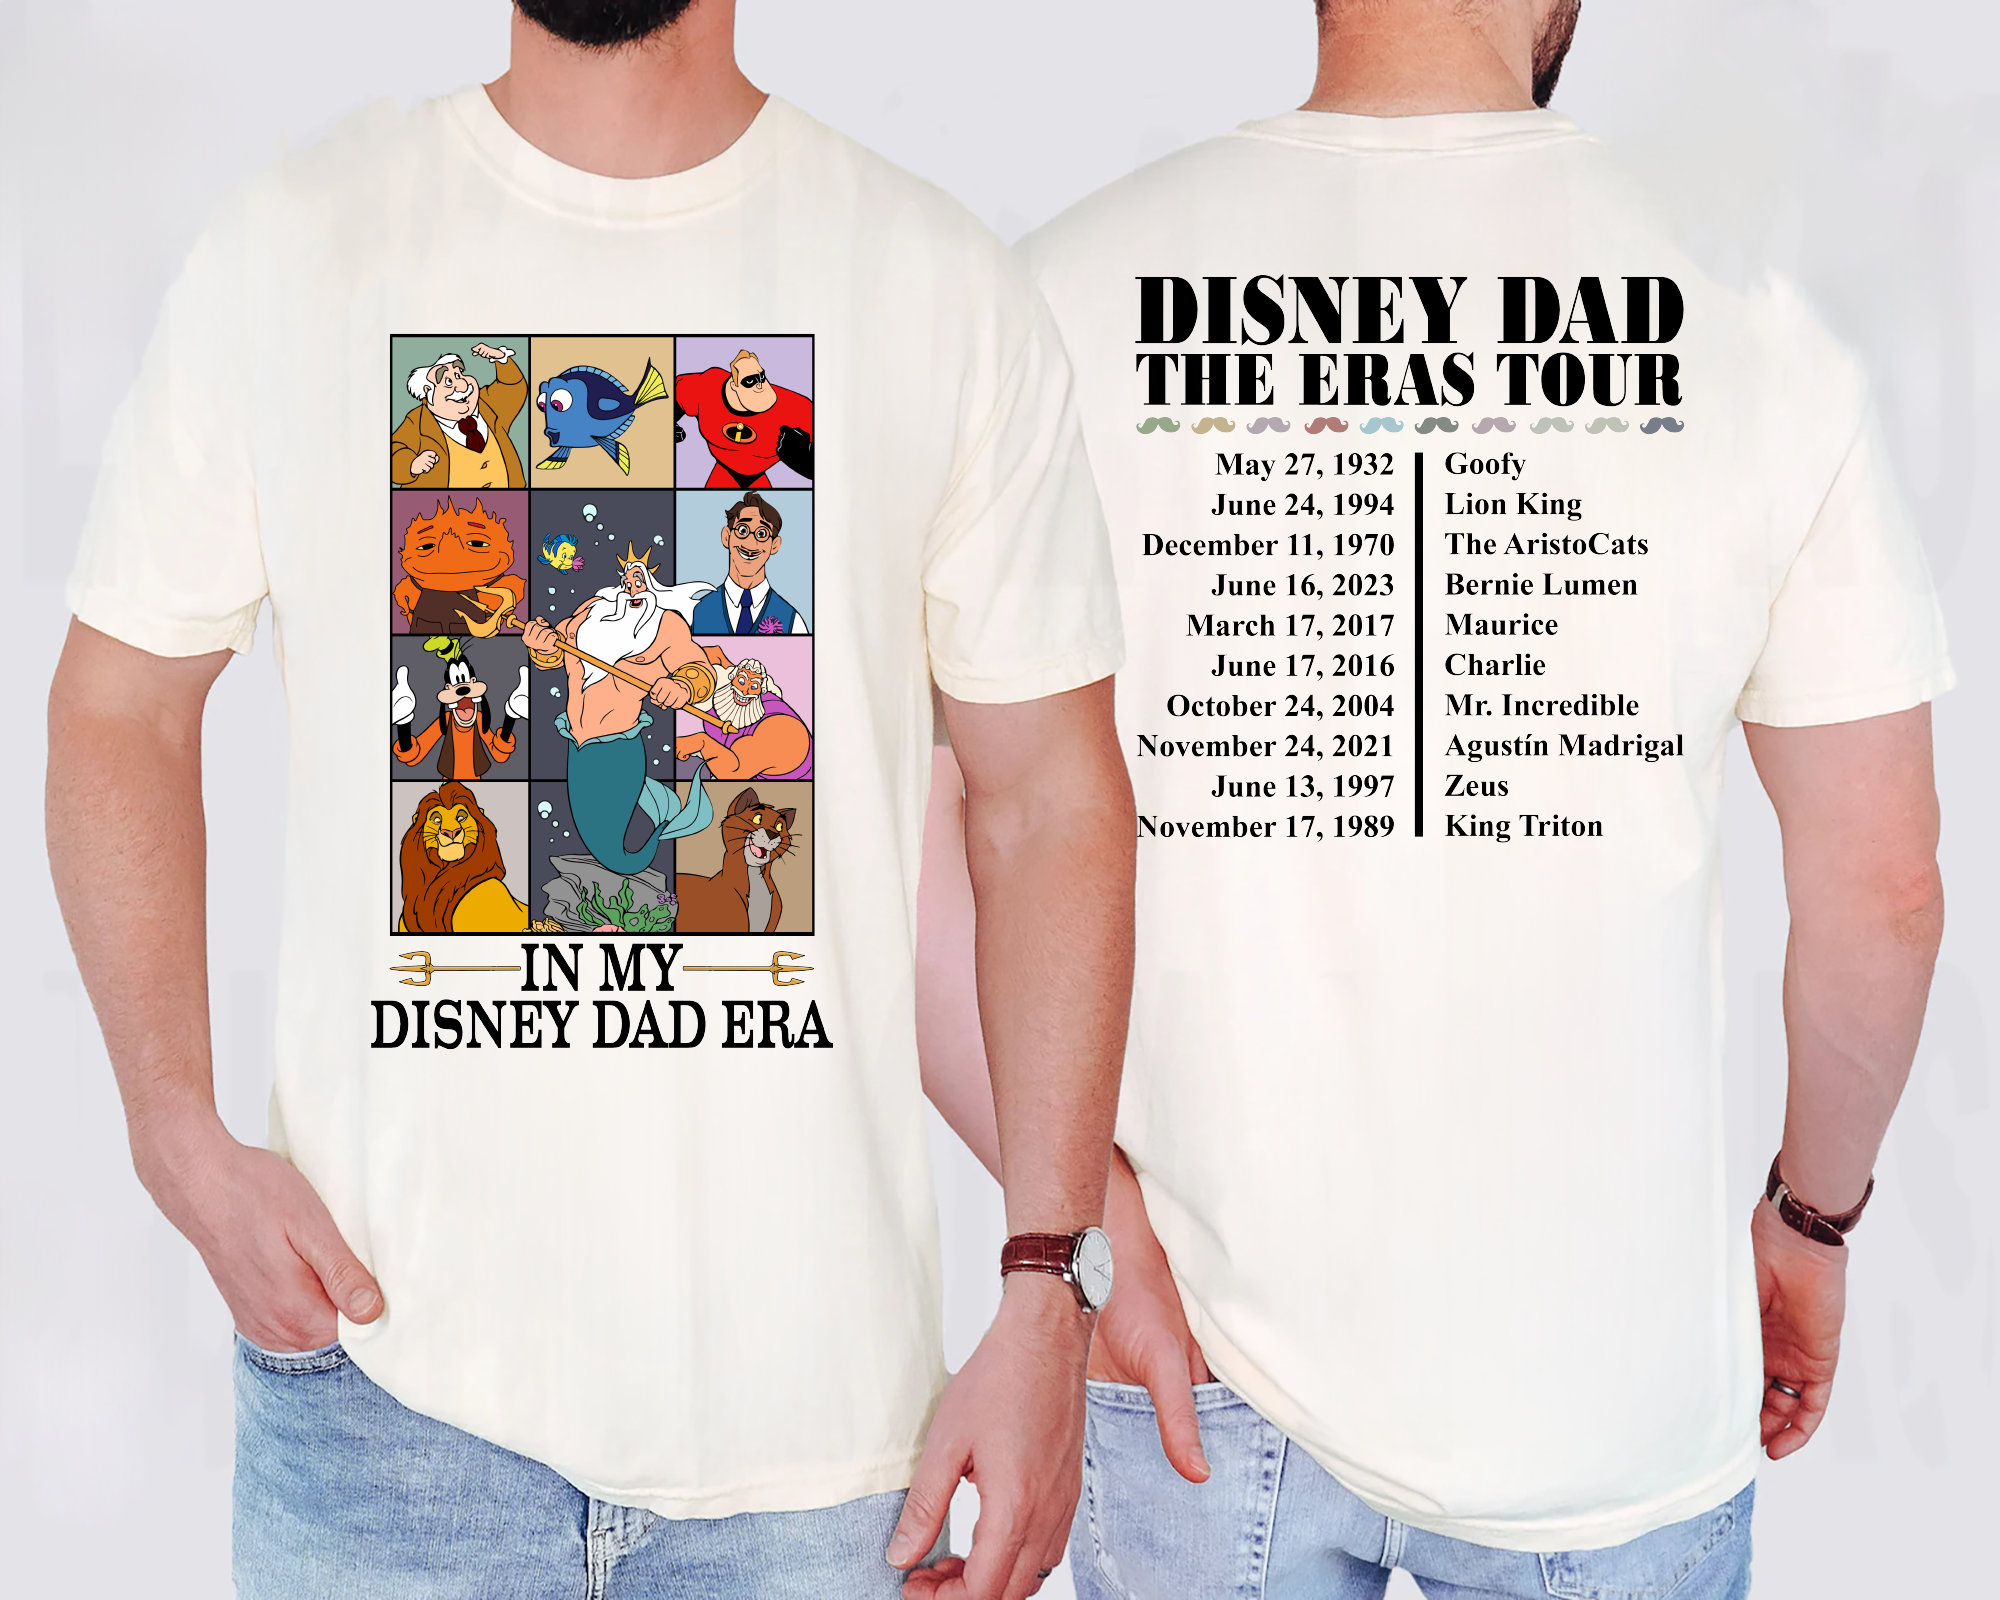 IN MY
DISNEY DAD ERA
DISNEY DAD
THE ERAS TOUR
May 27, 1932 Goofy
June 24, 1994 Lion King
December 11, 1970 The AristoCats
June 16, 2023 Bernie Lumen
March 17, 2017 Maurice
June 17, 2016 Charlie
October 24, 2004 Mr. Incredible
November 24, 2021 Agustín Madrigal
June 13, 1997 Zeus
November 17, 1989 King Triton